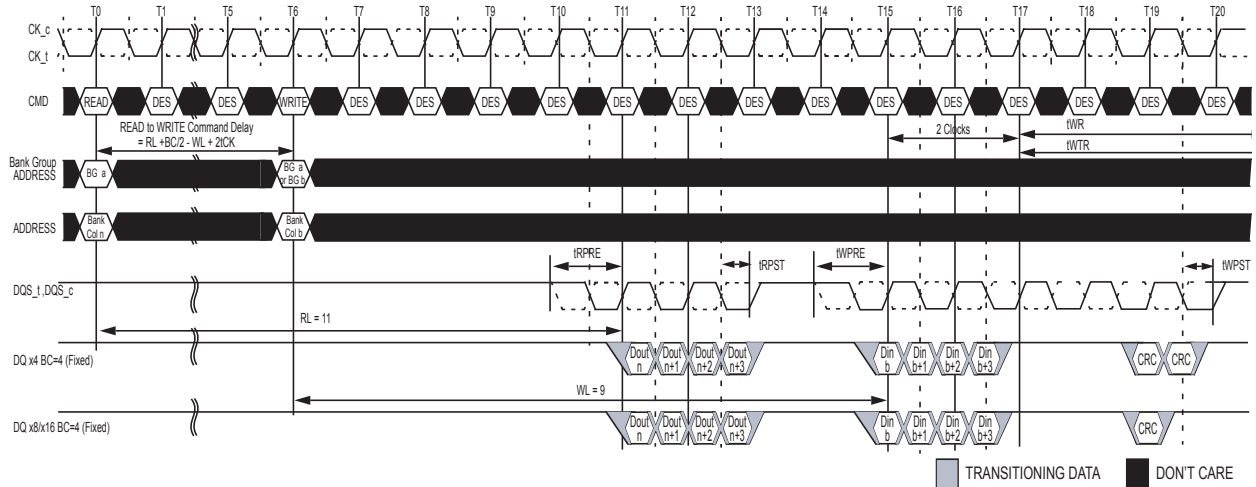 T0 T1 T5 T6 T7 T8 T9 T10 T11 T12 T13 T14 T15 T16 T17 T18 T19 T20
CK_c
CK_t
CMD READ DES DES WRITE DES DES DES DES DES DES DES DES DES DES DES DES DES DES
READ to WRITE Command Delay
= RL +BC/2 - WL + 2tCK
2 Clocks
tWR
tWTR
Bank Group
ADDRESS
BG a
BG a
or BG b
ADDRESS
Bank
Col n
Bank
Col b
tRPRE
tRPST
tWPRE
tWPST
DQS_t ,DQS_c
RL = 11
DQ x4 BC=4 (Fixed)
Dout Dout Dout Dout Din Din Din Din
n n+1 n+2 n+3 b b+1 b+2 b+3
CRC CRC
WL = 9
DQ x8/x16 BC=4 (Fixed)
Dout Dout Dout Dout Din Din Din Din
n n+1 n+2 n+3 b b+1 b+2 b+3
CRC
TRANSITIONING DATA DON'T CARE